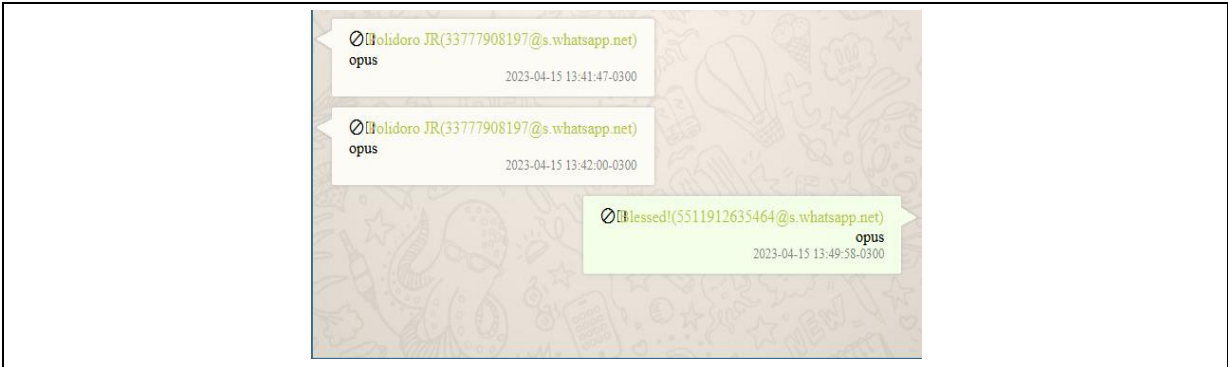 Polidoro JR(33777908197@s.whatsapp.net)
opus
2023-04-15 13:41:47-0300
Polidoro JR(33777908197@s.whatsapp.net)
opus
2023-04-15 13:42:00-0300
Blessed!(5511912635464@s.whatsapp.net)
opus
2023-04-15 13:49:58-0300